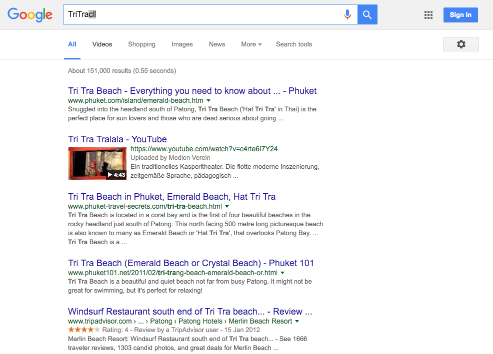 Google TriTracil Sign in
All Videos Shopping Images News More Search tools
About 151,000 results (0.55 seconds)
Tri Tra Beach - Everything you need to know about ... - Phuket
www.phuket.com/island/emerald-beach.htm
Snuggled into the headland south of Patong, Tri Tra Beach ('Hat Tri Tra' in Thai) is the
perfect place for sun lovers and those who are dead serious about going ...
Tri Tra Tralala - YouTube
https://www.youtube.com/watch?v=c4rte6I7Y24
Uploaded by Medien Verein
Ein traditionelles Kasperltheater. Die flotte moderne Inszenierung,
zeitgemäße Sprache, pädagogisch ...
4:43
Tri Tra Beach in Phuket, Emerald Beach, Hat Tri Tra
www.phuket-travel-secrets.com/tri-tra-beach.html
Tri Tra Beach is located in a coral bay and is the first of four beautiful beaches in the
rocky headland just south of Patong. This north facing 500 metre long picturesque beach
is also known to many as Emerald Beach or 'Hat Tri Tra', that overlooks Patong Bay. ...
Tri Tra Beach is a ...
Tri Tra Beach (Emerald Beach or Crystal Beach) - Phuket 101
www.phuket101.net/2011/02/tri-trang-beach-emerald-beach-or.html
Tri Tra Beach is a beautiful and quiet beach not far from busy Patong. It might not be
great for swimming, but it's perfect for relaxing!
Windsurf Restaurant south end of Tri Tra beach... - Review ...
www.tripadvisor.com › ... › Patong › Patong Hotels › Merlin Beach Resort
Rating: 4 - Review by a TripAdvisor user - 15 Jan 2012
Merlin Beach Resort: Windsurf Restaurant south end of Tri Tra beach... - See 1666
traveler reviews, 1303 candid photos, and great deals for Merlin Beach ...